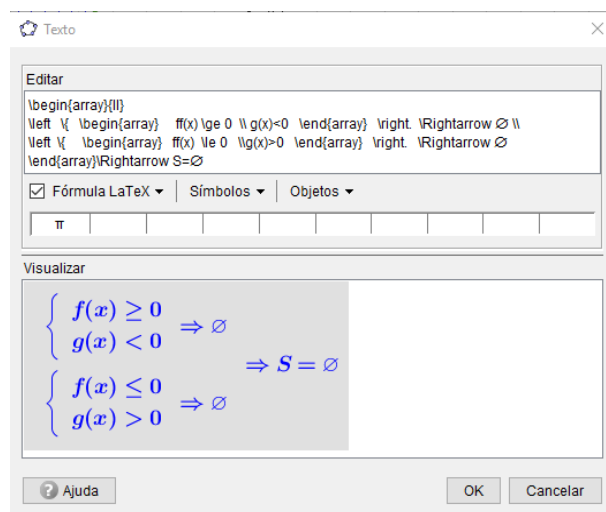 Texto
Editar
\begin{array}{ll}
\left \{ \begin{array} ff(x) \ge 0 \\ g(x)<0 \end{array} \right. \Rightarrow ∅ \\
\left \{ \begin{array} ff(x) \le 0 \\g(x)>0 \end{array} \right. \Rightarrow ∅
\end{array}\Rightarrow S=∅
Fórmula LaTeX Símbolos Objetos
π
Visualizar
f(x) ≥ 0
g(x) < 0 ⇒ ∅
⇒ S = ∅
f(x) ≤ 0
g(x) > 0 ⇒ ∅
Ajuda OK Cancelar